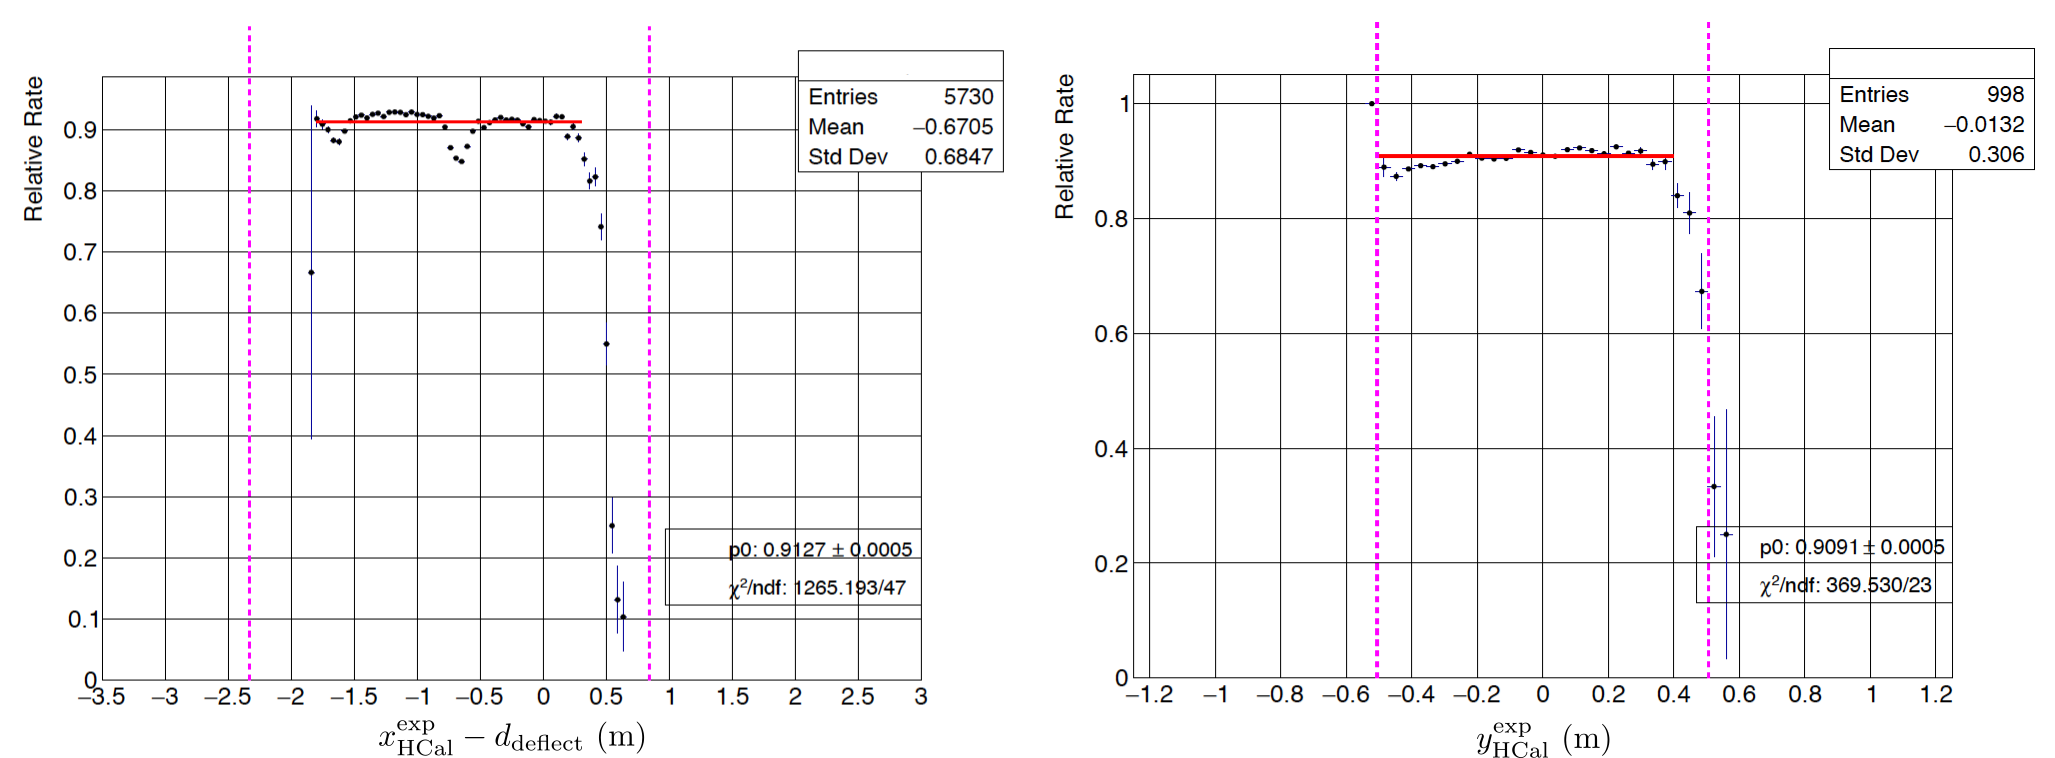 Relative Rate
0.9
0.8
0.7
0.6
0.5
0.4
0.3
0.2
0.1
0
−3.5 −3 −2.5 −2 −1.5 −1 −0.5 0 0.5 1 1.5 2 2.5 3
x_HCal^exp − d_deflect (m)
Entries 5730
Mean −0.6705
Std Dev 0.6847
p0: 0.9127 ± 0.0005
χ²/ndf: 1265.193/47
Relative Rate
1
0.8
0.6
0.4
0.2
0
−1.2 −1 −0.8 −0.6 −0.4 −0.2 0 0.2 0.4 0.6 0.8 1 1.2
y_HCal^exp (m)
Entries 998
Mean −0.0132
Std Dev 0.306
p0: 0.9091 ± 0.0005
χ²/ndf: 369.530/23